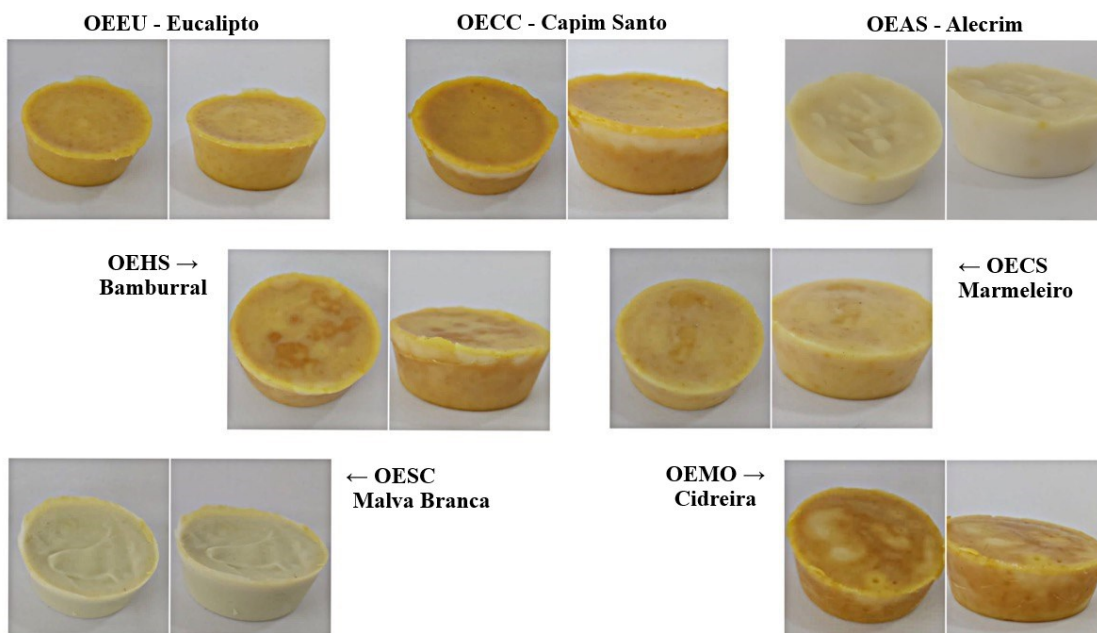 OEEU - Eucalipto
OECC - Capim Santo
OEAS - Alecrim
OEHS →
Bamburral
← OECS
Marmeleiro
← OESC
Malva Branca
OEMO →
Cidreira